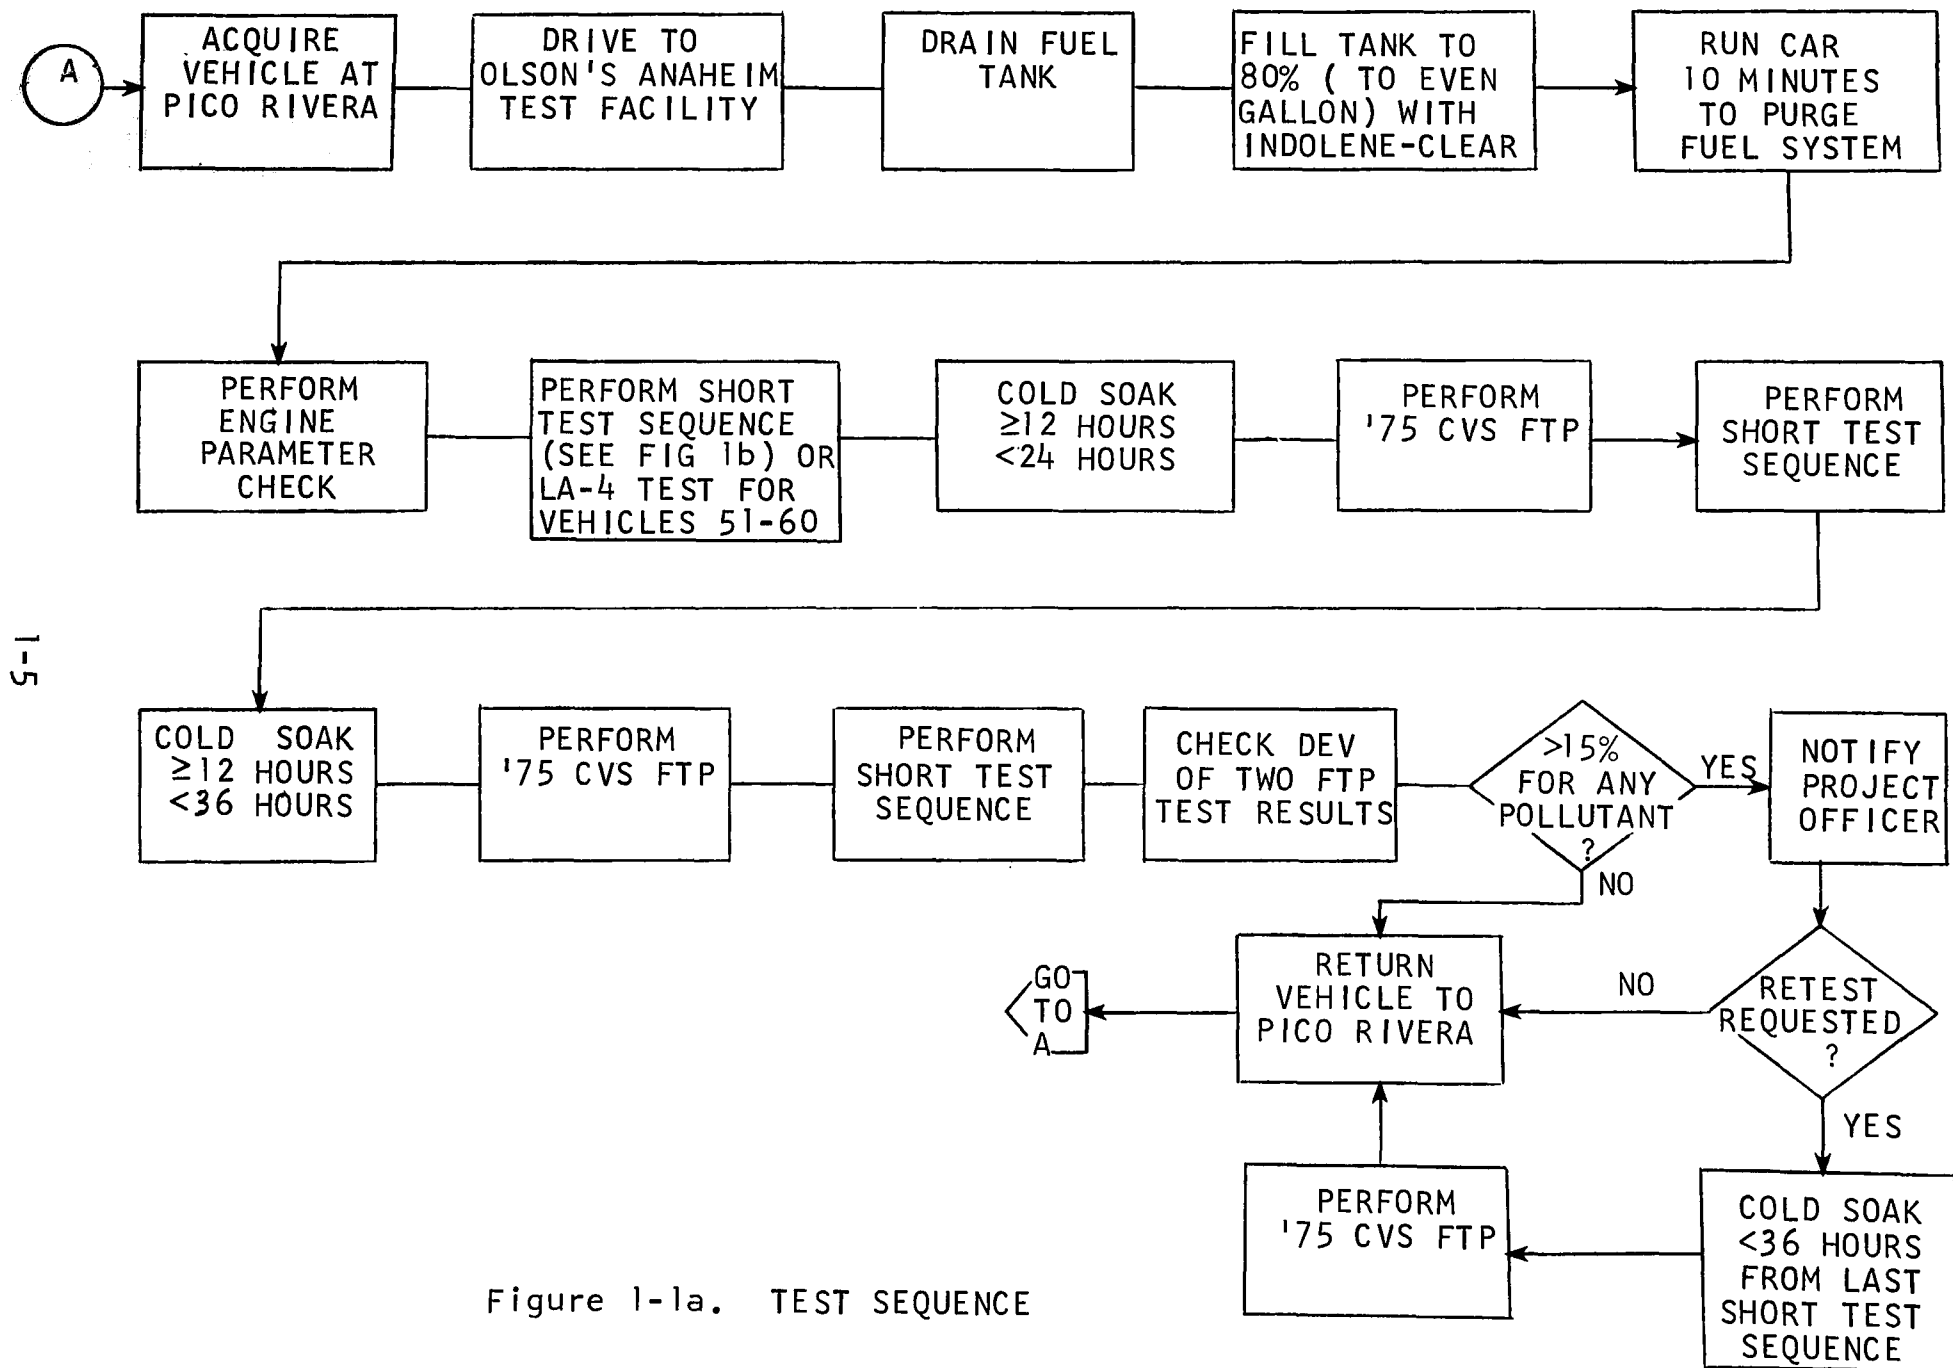 A
ACQUIRE
VEHICLE AT
PICO RIVERA
DRIVE TO
OLSON'S ANAHEIM
TEST FACILITY
DRAIN FUEL
TANK
FILL TANK TO
80% ( TO EVEN
GALLON) WITH
INDOLENE-CLEAR
RUN CAR
10 MINUTES
TO PURGE
FUEL SYSTEM
PERFORM
ENGINE
PARAMETER
CHECK
PERFORM SHORT
TEST SEQUENCE
(SEE FIG 1b) OR
LA-4 TEST FOR
VEHICLES 51-60
COLD SOAK
≥12 HOURS
<24 HOURS
PERFORM
'75 CVS FTP
PERFORM
SHORT TEST
SEQUENCE
COLD SOAK
≥12 HOURS
<36 HOURS
PERFORM
'75 CVS FTP
PERFORM
SHORT TEST
SEQUENCE
CHECK DEV
OF TWO FTP
TEST RESULTS
>15%
FOR ANY
POLLUTANT
?
YES
NO
NOTIFY
PROJECT
OFFICER
RETEST
REQUESTED
?
NO
YES
RETURN
VEHICLE TO
PICO RIVERA
GO
TO
A
COLD SOAK
<36 HOURS
FROM LAST
SHORT TEST
SEQUENCE
PERFORM
'75 CVS FTP
Figure 1-1a. TEST SEQUENCE
1-5